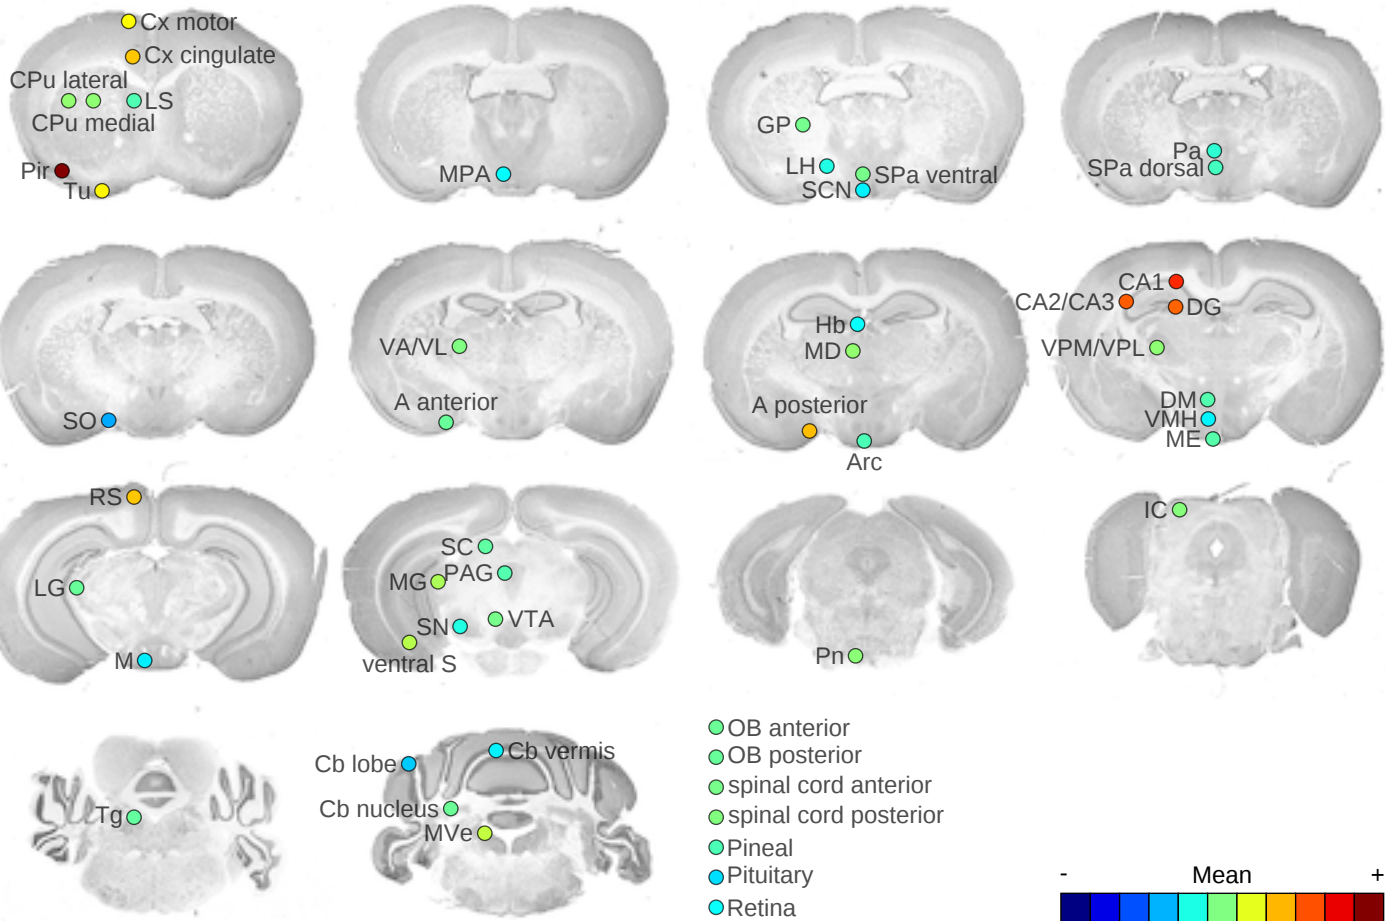 Cx motor
Cx cingulate
CPu lateral
LS
CPu medial
Pir
Tu
MPA
GP
LH
SPa ventral
SCN
Pa
SPa dorsal
SO
VA/VL
A anterior
Hb
MD
A posterior
Arc
CA1
CA2/CA3
DG
VPM/VPL
DM
VMH
ME
RS
LG
M
SC
PAG
MG
VTA
SN
ventral S
Pn
IC
Tg
Cb lobe
Cb vermis
Cb nucleus
MVe
OB anterior
OB posterior
spinal cord anterior
spinal cord posterior
Pineal
Pituitary
Retina
- Mean +